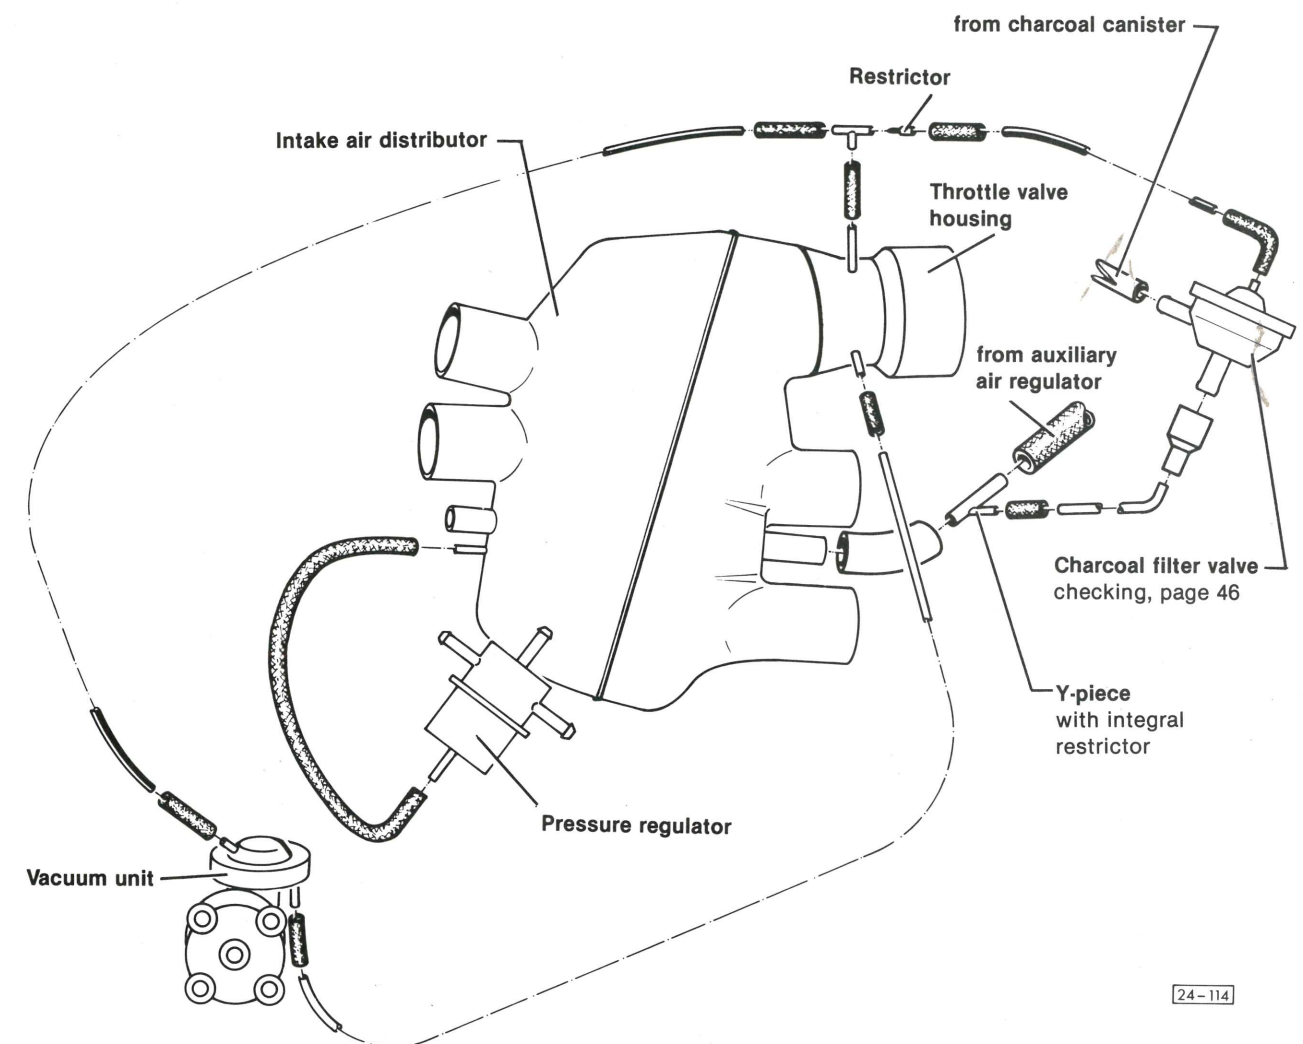 from charcoal canister
Restrictor
Intake air distributor
Throttle valve
housing
from auxiliary
air regulator
Charcoal filter valve
checking, page 46
Y-piece
with integral
restrictor
Pressure regulator
Vacuum unit
24-114